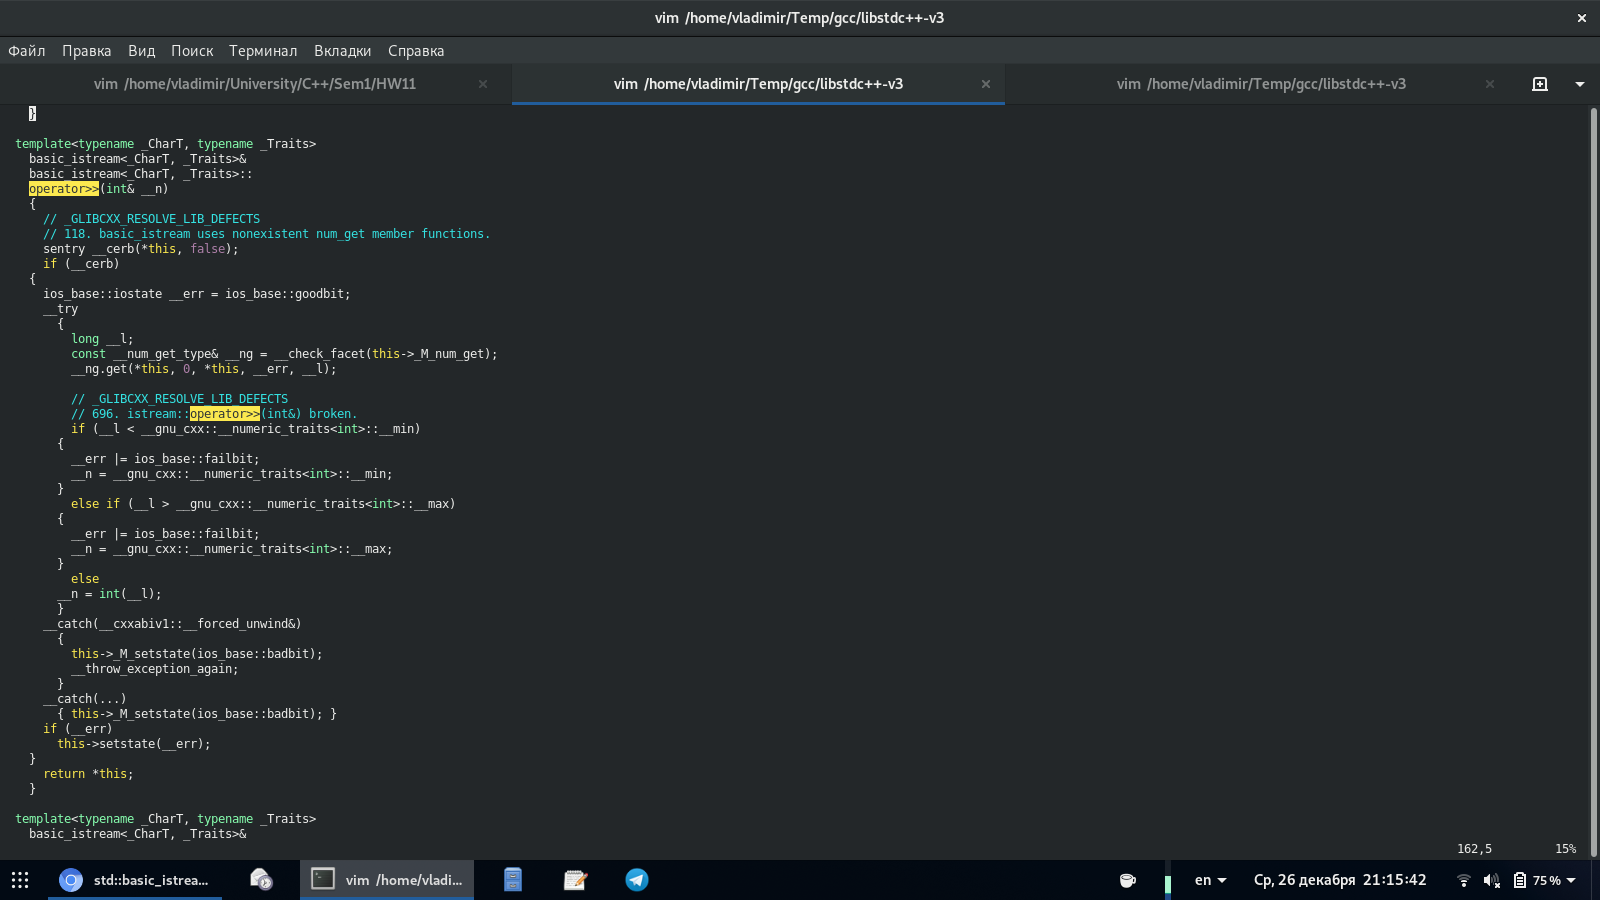 vim /home/vladimir/Temp/gcc/libstdc++-v3
Файл Правка Вид Поиск Терминал Вкладки Справка
vim /home/vladimir/University/C++/Sem1/HW11 vim /home/vladimir/Temp/gcc/libstdc++-v3 vim /home/vladimir/Temp/gcc/libstdc++-v3
}
template<typename _CharT, typename _Traits>
basic_istream<_CharT, _Traits>&
basic_istream<_CharT, _Traits>::
operator>>(int& __n)
{
// _GLIBCXX_RESOLVE_LIB_DEFECTS
// 118. basic_istream uses nonexistent num_get member functions.
sentry __cerb(*this, false);
if (__cerb)
{
ios_base::iostate __err = ios_base::goodbit;
__try
{
long __l;
const __num_get_type& __ng = __check_facet(this->_M_num_get);
__ng.get(*this, 0, *this, __err, __l);
// _GLIBCXX_RESOLVE_LIB_DEFECTS
// 696. istream::operator>>(int&) broken.
if (__l < __gnu_cxx::__numeric_traits<int>::__min)
{
__err |= ios_base::failbit;
__n = __gnu_cxx::__numeric_traits<int>::__min;
}
else if (__l > __gnu_cxx::__numeric_traits<int>::__max)
{
__err |= ios_base::failbit;
__n = __gnu_cxx::__numeric_traits<int>::__max;
}
else
__n = int(__l);
}
__catch(__cxxabiv1::__forced_unwind&)
{
this->_M_setstate(ios_base::badbit);
__throw_exception_again;
}
__catch(...)
{ this->_M_setstate(ios_base::badbit); }
if (__err)
this->setstate(__err);
}
return *this;
}
template<typename _CharT, typename _Traits>
basic_istream<_CharT, _Traits>&
162,5 15%
std::basic_istrea... vim /home/vladi... en Ср, 26 декабря 21:15:42 75%